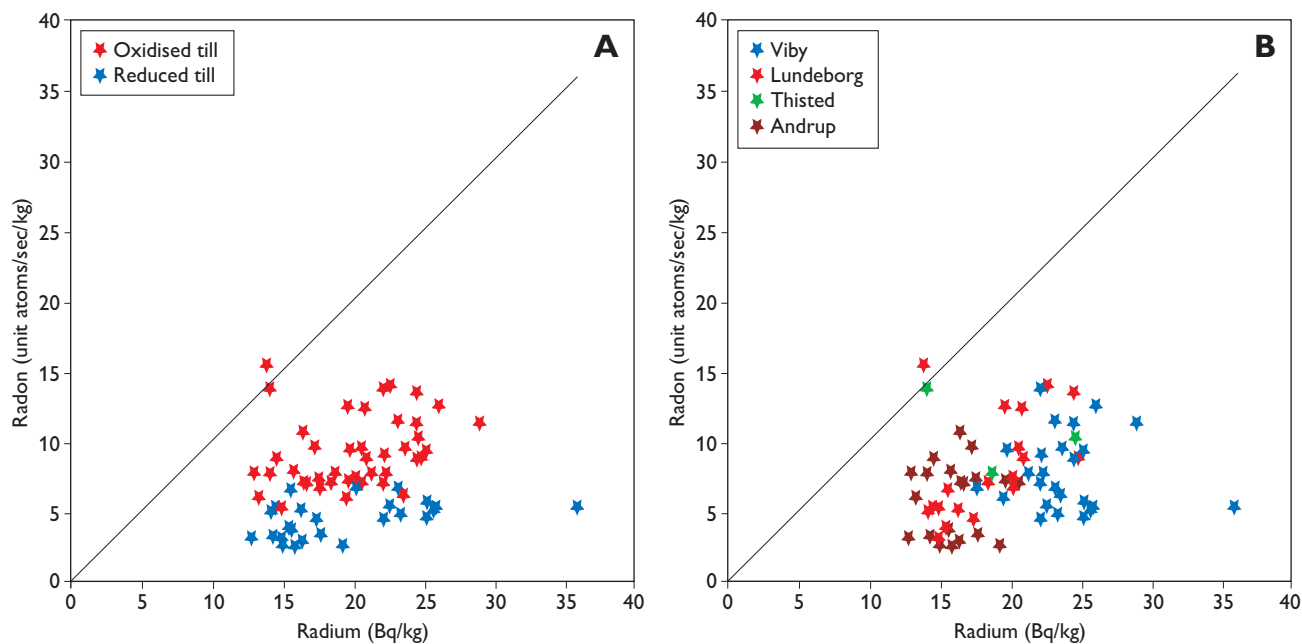 40
35
30
25
20
15
10
5
0
Radon (unit atoms/sec/kg)
Oxidised till
Reduced till
A
0 5 10 15 20 25 30 35 40
Radium (Bq/kg)
40
35
30
25
20
15
10
5
0
Radon (unit atoms/sec/kg)
Viby
Lundeborg
Thisted
Andrup
B
0 5 10 15 20 25 30 35 40
Radium (Bq/kg)